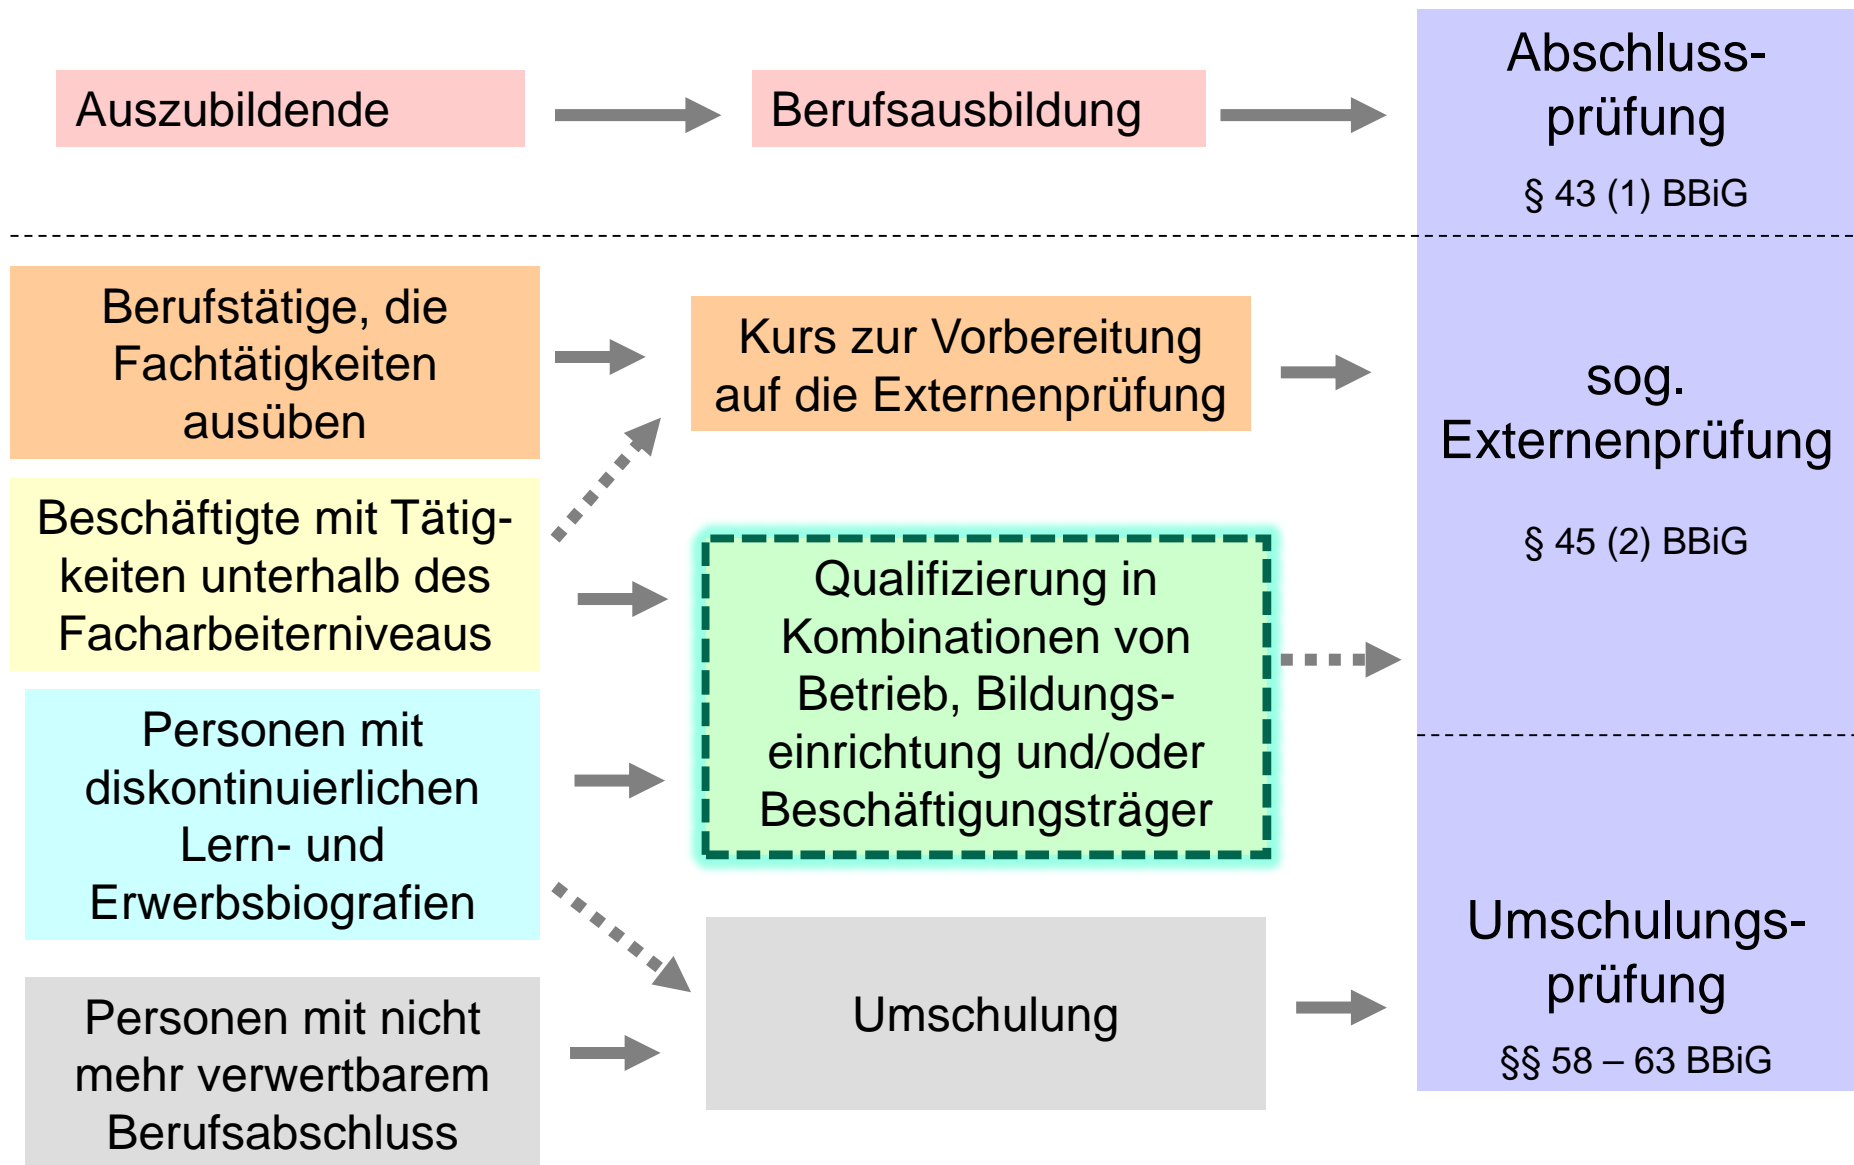 Auszubildende
Berufsausbildung
Abschluss-
prüfung
§ 43 (1) BBiG
Berufstätige, die
Fachtätigkeiten
ausüben
Kurs zur Vorbereitung
auf die Externenprüfung
sog.
Externenprüfung
§ 45 (2) BBiG
Beschäftigte mit Tätig-
keiten unterhalb des
Facharbeiterniveaus
Qualifizierung in
Kombinationen von
Betrieb, Bildungs-
einrichtung und/oder
Beschäftigungsträger
Personen mit
diskontinuierlichen
Lern- und
Erwerbsbiografien
Personen mit nicht
mehr verwertbarem
Berufsabschluss
Umschulung
Umschulungs-
prüfung
§§ 58 – 63 BBiG